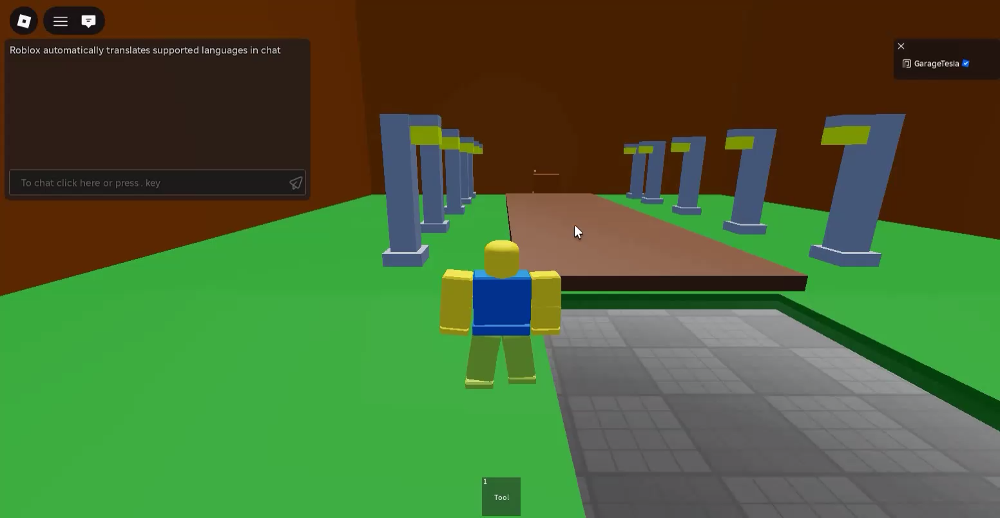 Roblox automatically translates supported languages in chat
To chat click here or press . key
GarageTesla
1
Tool